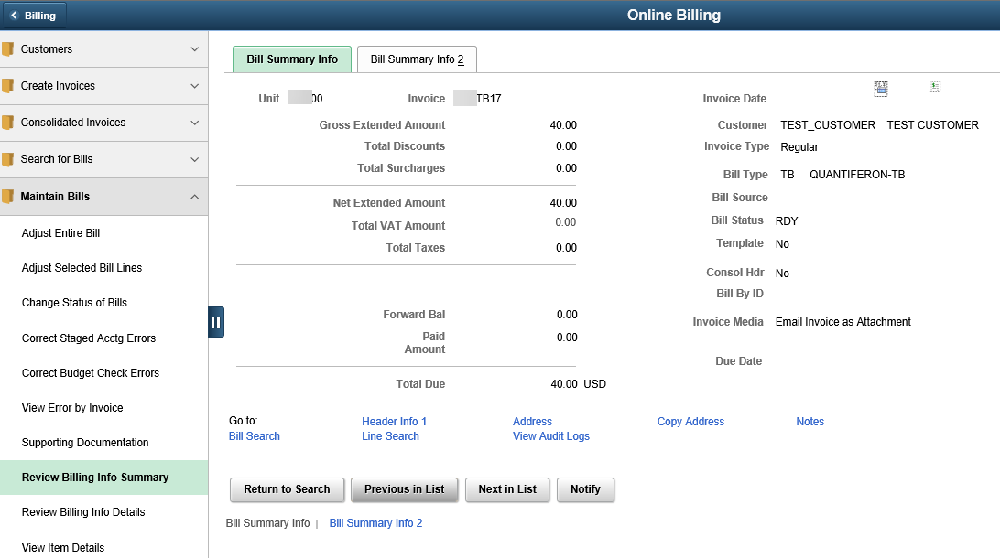 Billing
Online Billing
Customers
Create Invoices
Consolidated Invoices
Search for Bills
Maintain Bills
Adjust Entire Bill
Adjust Selected Bill Lines
Change Status of Bills
Correct Staged Acctg Errors
Correct Budget Check Errors
View Error by Invoice
Supporting Documentation
Review Billing Info Summary
Review Billing Info Details
View Item Details
Bill Summary Info
Bill Summary Info 2
Unit 00 Invoice TB17 Invoice Date
Gross Extended Amount 40.00 Customer TEST_CUSTOMER TEST CUSTOMER
Total Discounts 0.00 Invoice Type Regular
Total Surcharges 0.00 Bill Type TB QUANTIFERON-TB
Net Extended Amount 40.00 Bill Source
Total VAT Amount 0.00 Bill Status RDY
Total Taxes 0.00 Template No
Consol Hdr No
Bill By ID
Forward Bal 0.00 Invoice Media Email Invoice as Attachment
Paid Amount 0.00
Due Date
Total Due 40.00 USD
Go to: Header Info 1 Address Copy Address Notes
Bill Search Line Search View Audit Logs
Return to Search Previous in List Next in List Notify
Bill Summary Info | Bill Summary Info 2